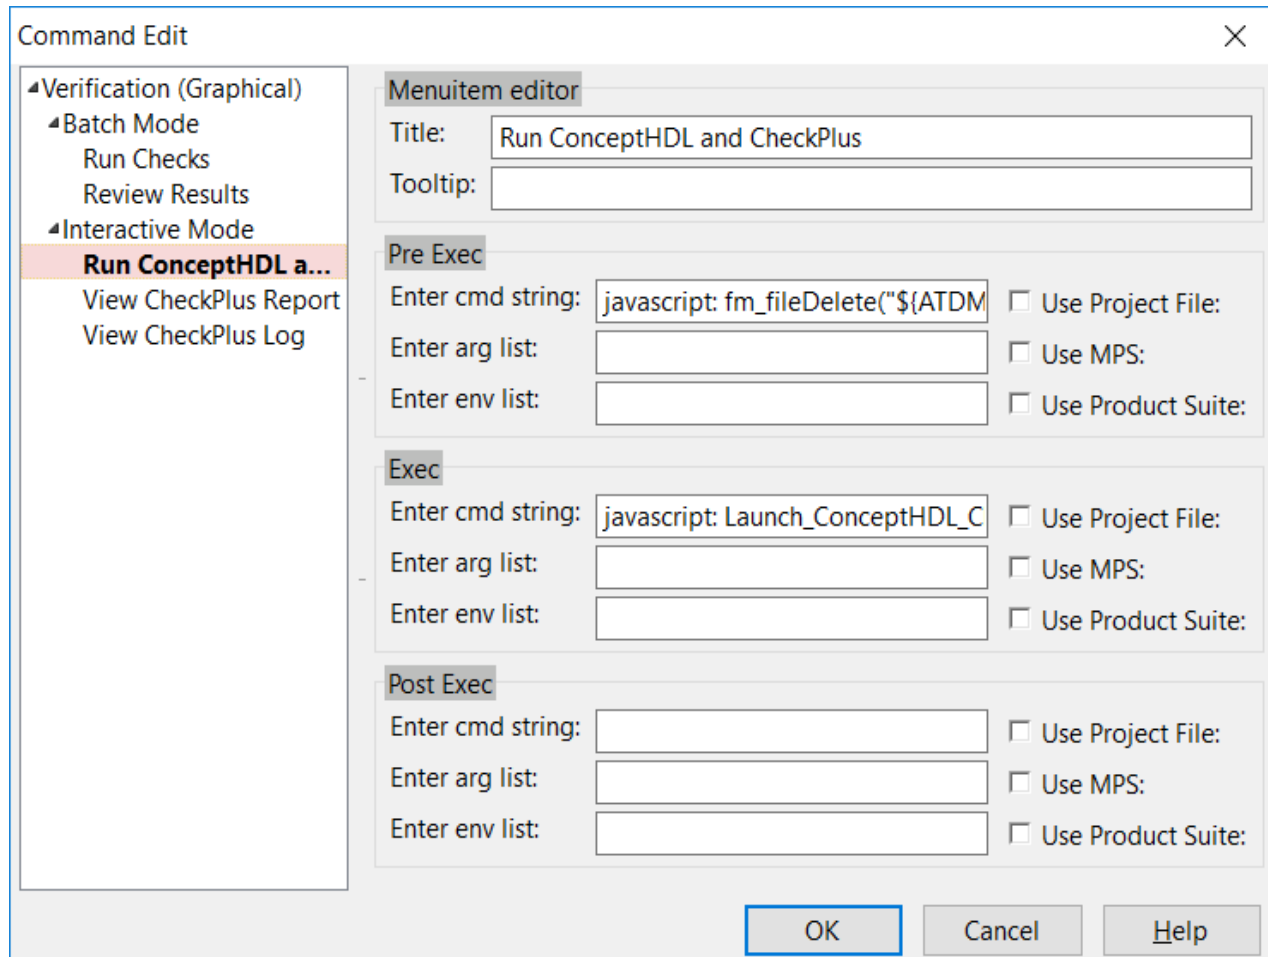 Command Edit
Verification (Graphical)
Batch Mode
Run Checks
Review Results
Interactive Mode
Run ConceptHDL a...
View CheckPlus Report
View CheckPlus Log
Menuitem editor
Title: Run ConceptHDL and CheckPlus
Tooltip:
Pre Exec
Enter cmd string: javascript: fm_fileDelete("${ATDM Use Project File:
Enter arg list: Use MPS:
Enter env list: Use Product Suite:
Exec
Enter cmd string: javascript: Launch_ConceptHDL_C Use Project File:
Enter arg list: Use MPS:
Enter env list: Use Product Suite:
Post Exec
Enter cmd string: Use Project File:
Enter arg list: Use MPS:
Enter env list: Use Product Suite:
OK Cancel Help